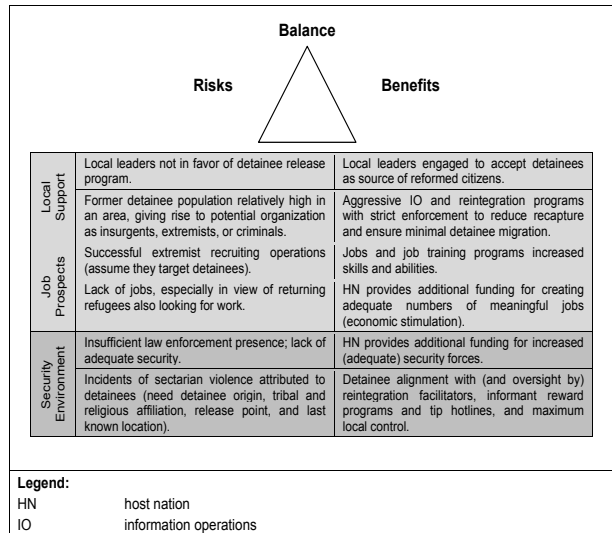 Balance
Risks
Benefits
Local Support
Local leaders not in favor of detainee release
program.
Local leaders engaged to accept detainees
as source of reformed citizens.
Former detainee population relatively high in
an area, giving rise to potential organization
as insurgents, extremists, or criminals.
Aggressive IO and reintegration programs
with strict enforcement to reduce recapture
and ensure minimal detainee migration.
Job Prospects
Successful extremist recruiting operations
(assume they target detainees).
Jobs and job training programs increased
skills and abilities.
Lack of jobs, especially in view of returning
refugees also looking for work.
HN provides additional funding for creating
adequate numbers of meaningful jobs
(economic stimulation).
Security Environment
Insufficient law enforcement presence; lack of
adequate security.
HN provides additional funding for increased
(adequate) security forces.
Incidents of sectarian violence attributed to
detainees (need detainee origin, tribal and
religious affiliation, release point, and last
known location).
Detainee alignment with (and oversight by)
reintegration facilitators, informant reward
programs and tip hotlines, and maximum
local control.
Legend:
HN host nation
IO information operations